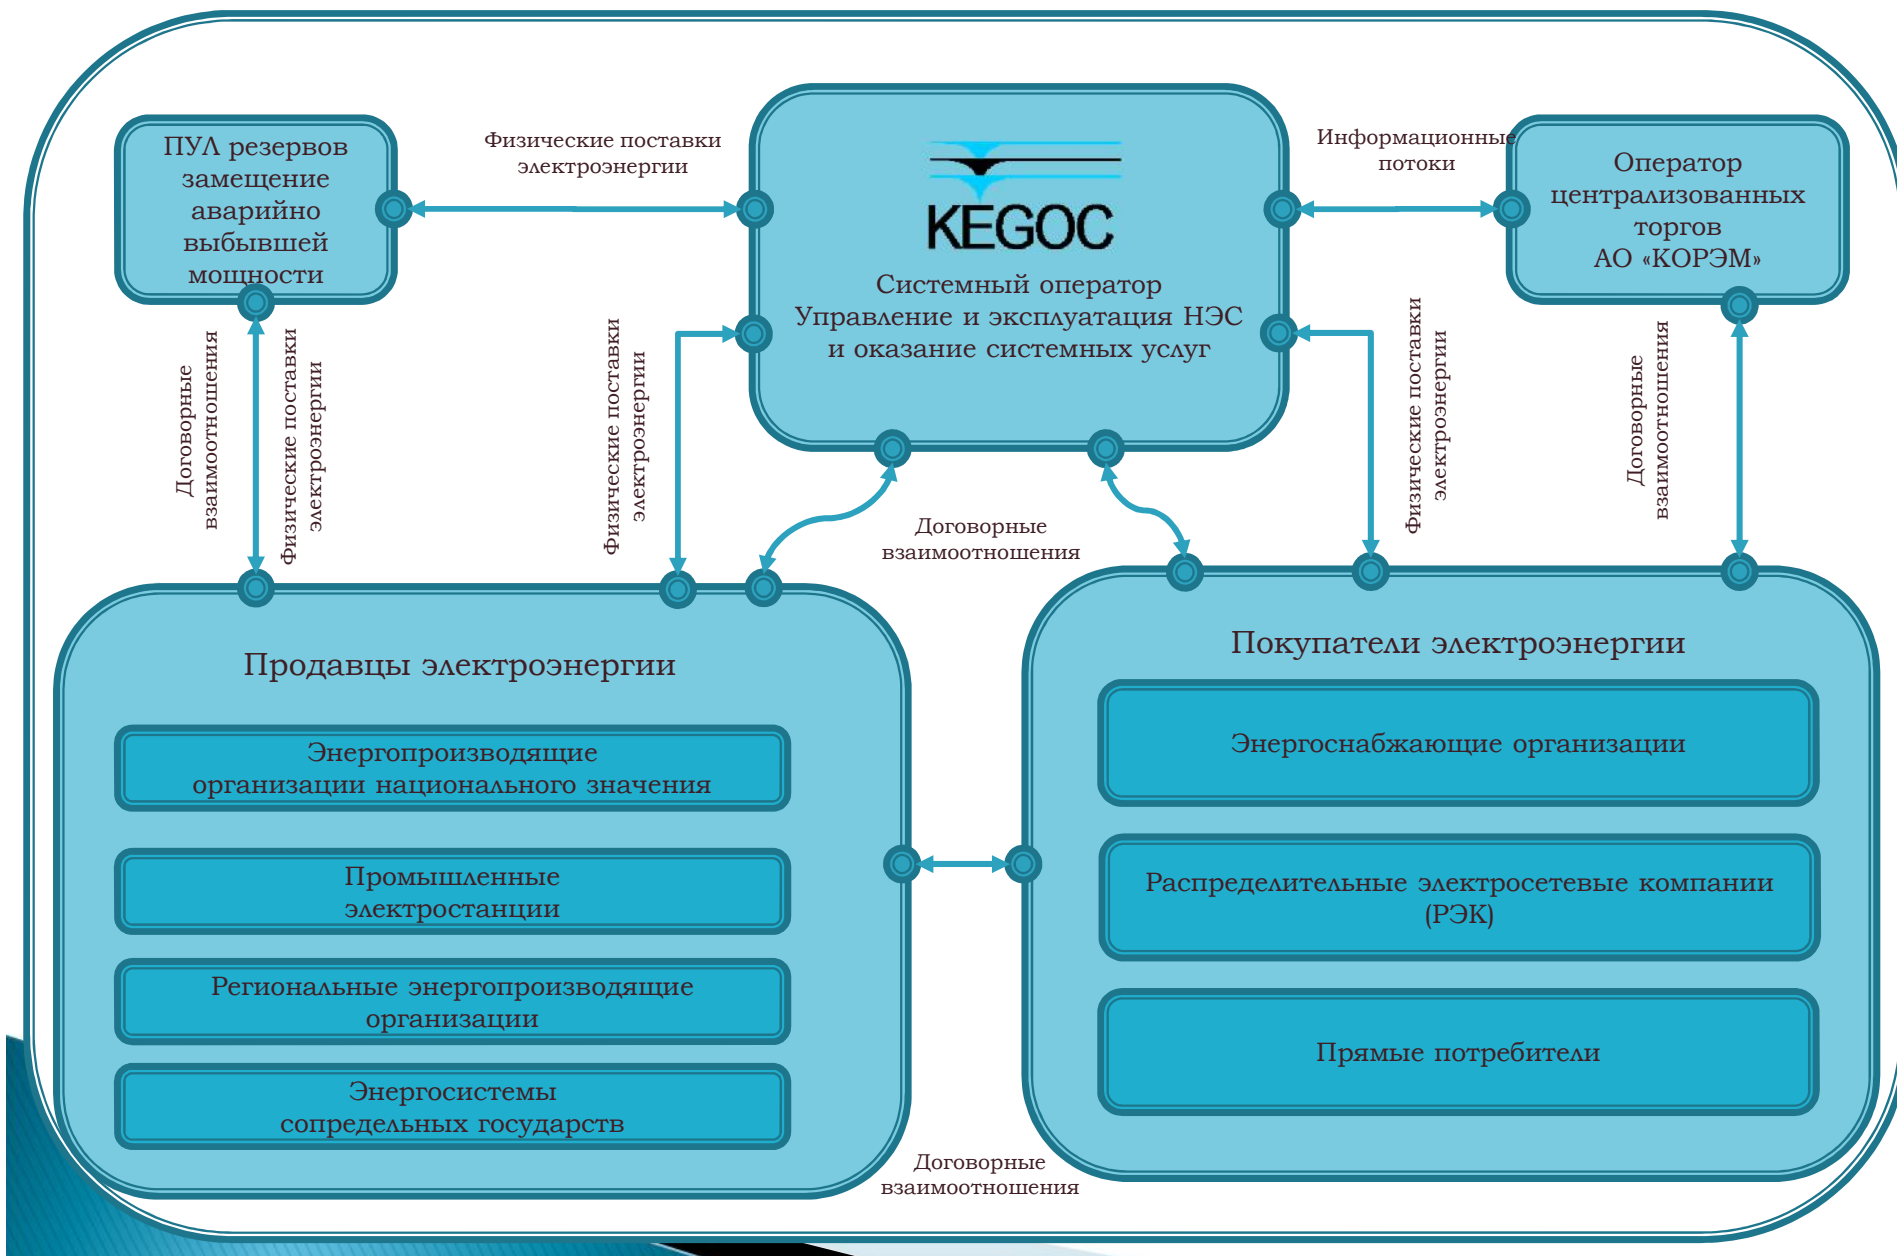 ПУЛ резервов
замещение
аварийно
выбывшей
мощности
Физические поставки
электроэнергии
KEGOC
Системный оператор
Управление и эксплуатация НЭС
и оказание системных услуг
Информационные
потоки
Оператор
централизованных
торгов
АО «КОРЭМ»
Договорные
взаимоотношения
Физические поставки
электроэнергии
Физические поставки
электроэнергии
Договорные
взаимоотношения
Физические поставки
электроэнергии
Договорные
взаимоотношения
Продавцы электроэнергии
Энергопроизводящие
организации национального значения
Промышленные
электростанции
Региональные энергопроизводящие
организации
Энергосистемы
сопредельных государств
Покупатели электроэнергии
Энергоснабжающие организации
Распределительные электросетевые компании
(РЭК)
Прямые потребители
Договорные
взаимоотношения